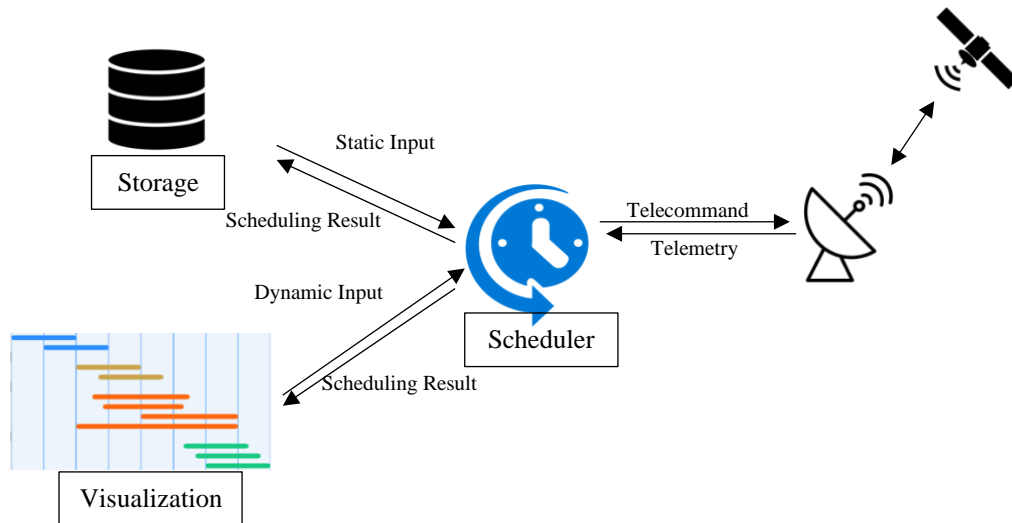 Static Input
Storage
Scheduling Result
Telecommand
Telemetry
Dynamic Input
Scheduler
Scheduling Result
Visualization